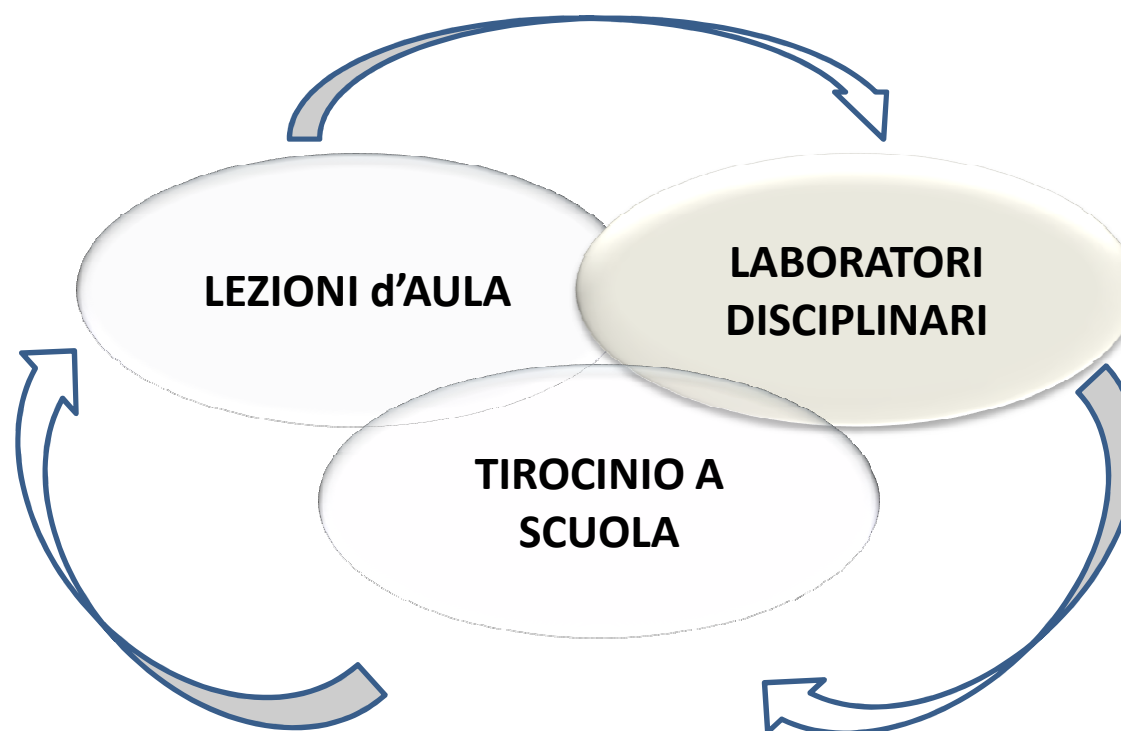 LEZIONI d’AULA
LABORATORI
DISCIPLINARI
TIROCINIO A
SCUOLA